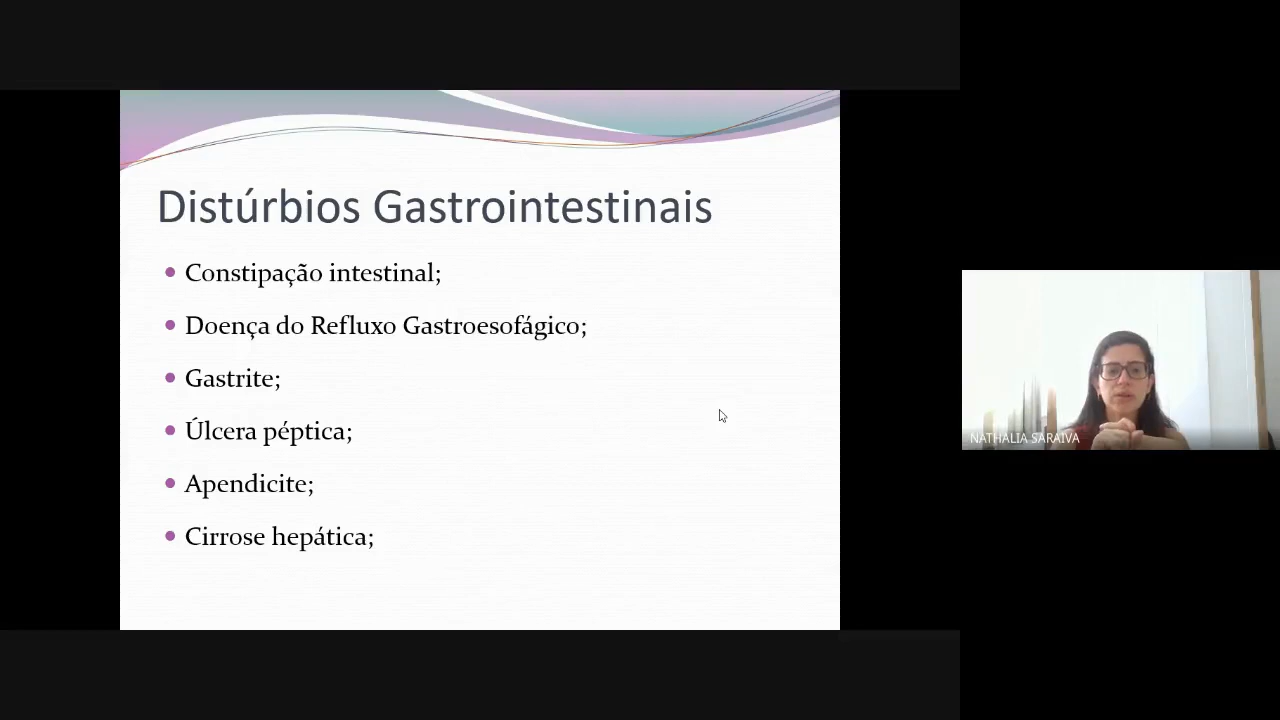 Distúrbios Gastrointestinais
Constipação intestinal;
Doença do Refluxo Gastroesofágico;
Gastrite;
Úlcera péptica;
Apendicite;
Cirrose hepática;
NATHALIA SARAIVA